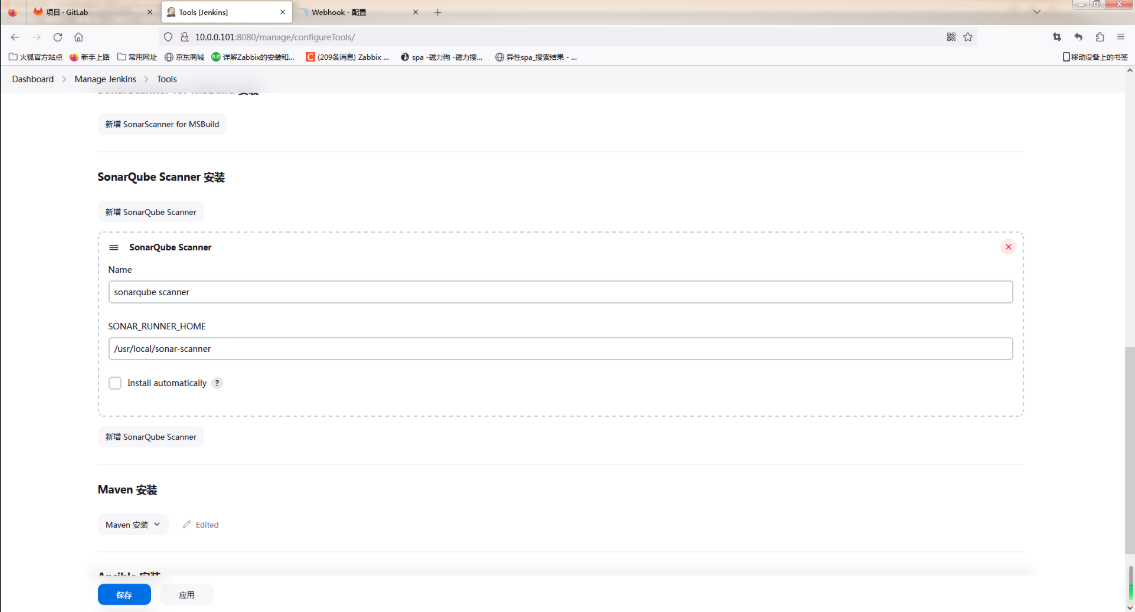 项目 · GitLab
Tools [Jenkins]
Webhook - 配置
10.0.0.101:8080/manage/configureTools/
火狐官方站点
新手上路
常用网址
京东商城
详解Zabbix的安装和...
(209条消息) Zabbix ...
spa -磁力狗 -磁力搜...
异性spa_搜索结果 - ...
移动设备上的书签
Dashboard
Manage Jenkins
Tools
新增 SonarScanner for MSBuild
SonarQube Scanner 安装
新增 SonarQube Scanner
SonarQube Scanner
Name
sonarqube scanner
SONAR_RUNNER_HOME
/usr/local/sonar-scanner
Install automatically ?
新增 SonarQube Scanner
Maven 安装
Maven 安装
Edited
Ansible 安装
保存
应用